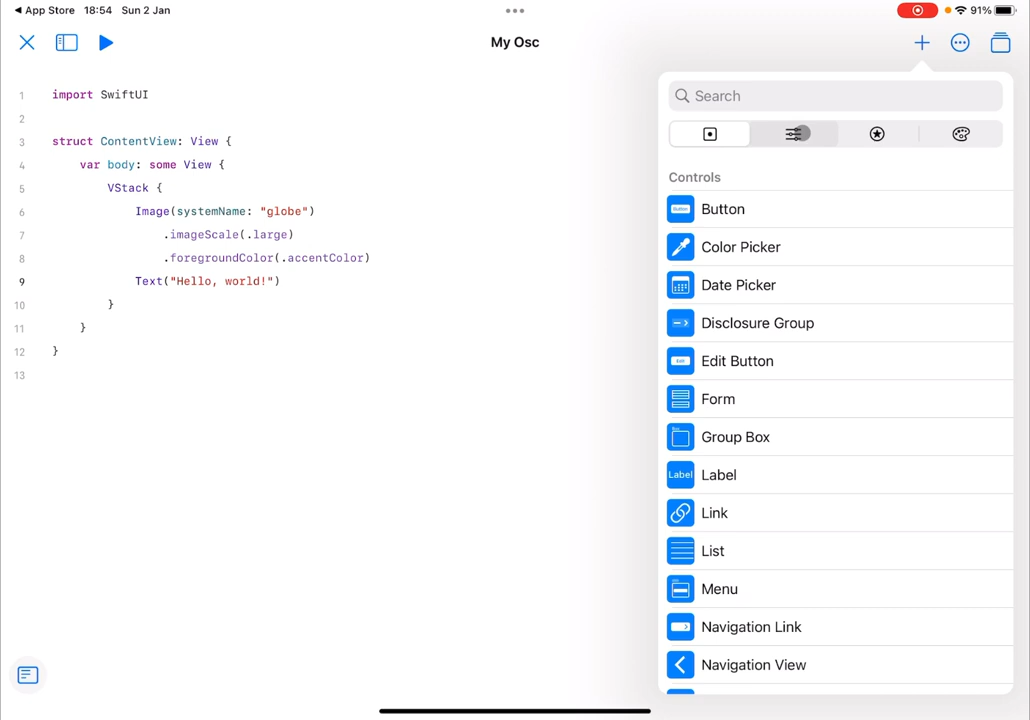 App Store 18:54 Sun 2 Jan 91%
My Osc
1 import SwiftUI
2
3 struct ContentView: View {
4 var body: some View {
5 VStack {
6 Image(systemName: "globe")
7 .imageScale(.large)
8 .foregroundColor(.accentColor)
9 Text("Hello, world!")
10 }
11 }
12 }
13
Search
Controls
Button Button
Color Picker
Date Picker
Disclosure Group
Edit Edit Button
Form
Group Box
Label Label
Link
List
Menu
Navigation Link
Navigation View